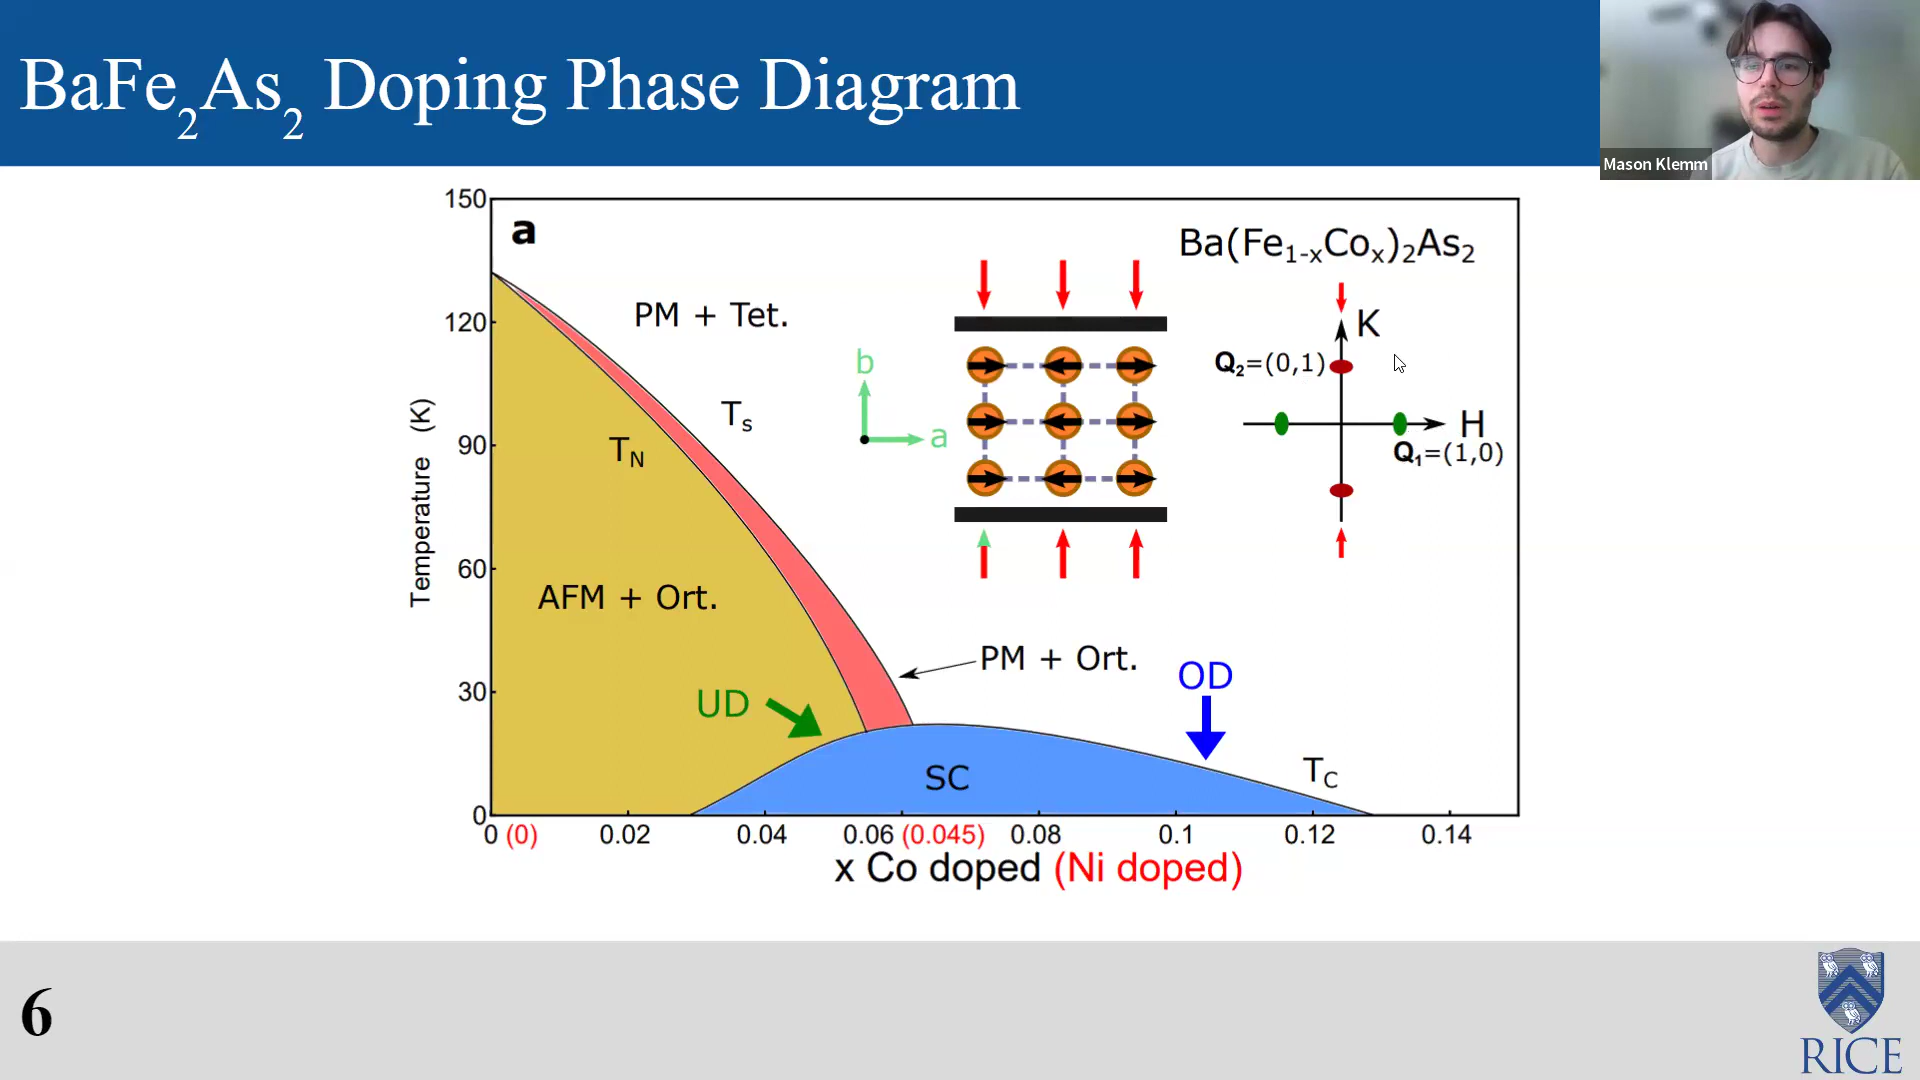 BaFe₂As₂ Doping Phase Diagram
Mason Klemm
150
a
Ba(Fe₁₋ₓCoₓ)₂As₂
PM + Tet.
120
K
b
Q₂=(0,1)
Tₛ
a
H
Temperature (K)
90
T_N
Q₁=(1,0)
60
AFM + Ort.
PM + Ort.
OD
30
UD
SC
T_C
0
0 (0) 0.02 0.04 0.06 (0.045) 0.08 0.1 0.12 0.14
x Co doped (Ni doped)
6
RICE